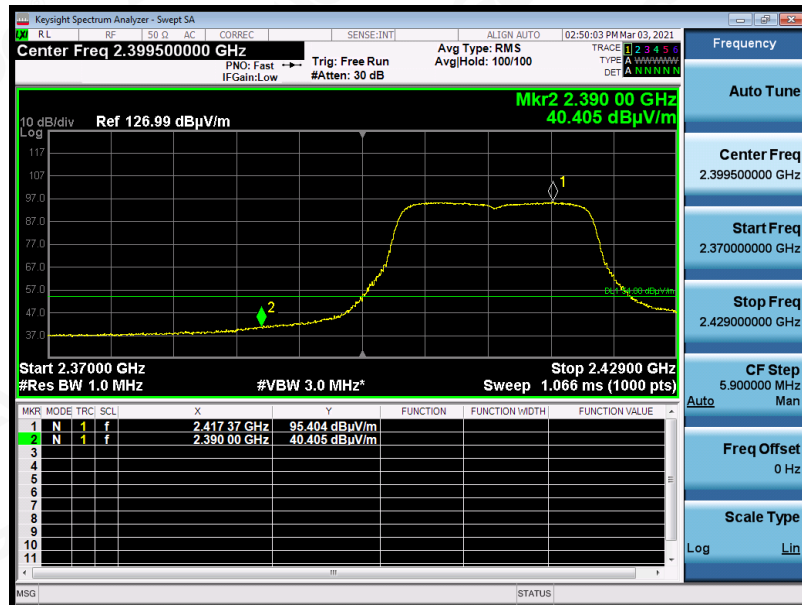 Keysight Spectrum Analyzer - Swept SA
LXI RL RF 50 Ω AC CORREC SENSE:INT ALIGN AUTO 02:50:03 PM Mar 03, 2021
Center Freq 2.399500000 GHz
PNO: Fast
IFGain:Low
Trig: Free Run
#Atten: 30 dB
Avg Type: RMS
Avg|Hold: 100/100
TRACE 1 2 3 4 5 6
TYPE A WWWWW
DET A N N N N N
Mkr2 2.390 00 GHz
40.405 dBµV/m
10 dB/div Ref 126.99 dBµV/m
Log
117
107
97.0
87.0
77.0
67.0
57.0
47.0
37.0
1
2
Start 2.37000 GHz Stop 2.42900 GHz
#Res BW 1.0 MHz #VBW 3.0 MHz* Sweep 1.066 ms (1000 pts)
MKR MODE TRC SCL X Y FUNCTION FUNCTION WIDTH FUNCTION VALUE
1 N 1 f 2.417 37 GHz 95.404 dBµV/m
2 N 1 f 2.390 00 GHz 40.405 dBµV/m
3
4
5
6
7
8
9
10
11
MSG STATUS
Frequency
Auto Tune
Center Freq
2.399500000 GHz
Start Freq
2.370000000 GHz
Stop Freq
2.429000000 GHz
CF Step
5.900000 MHz
Auto Man
Freq Offset
0 Hz
Scale Type
Log Lin